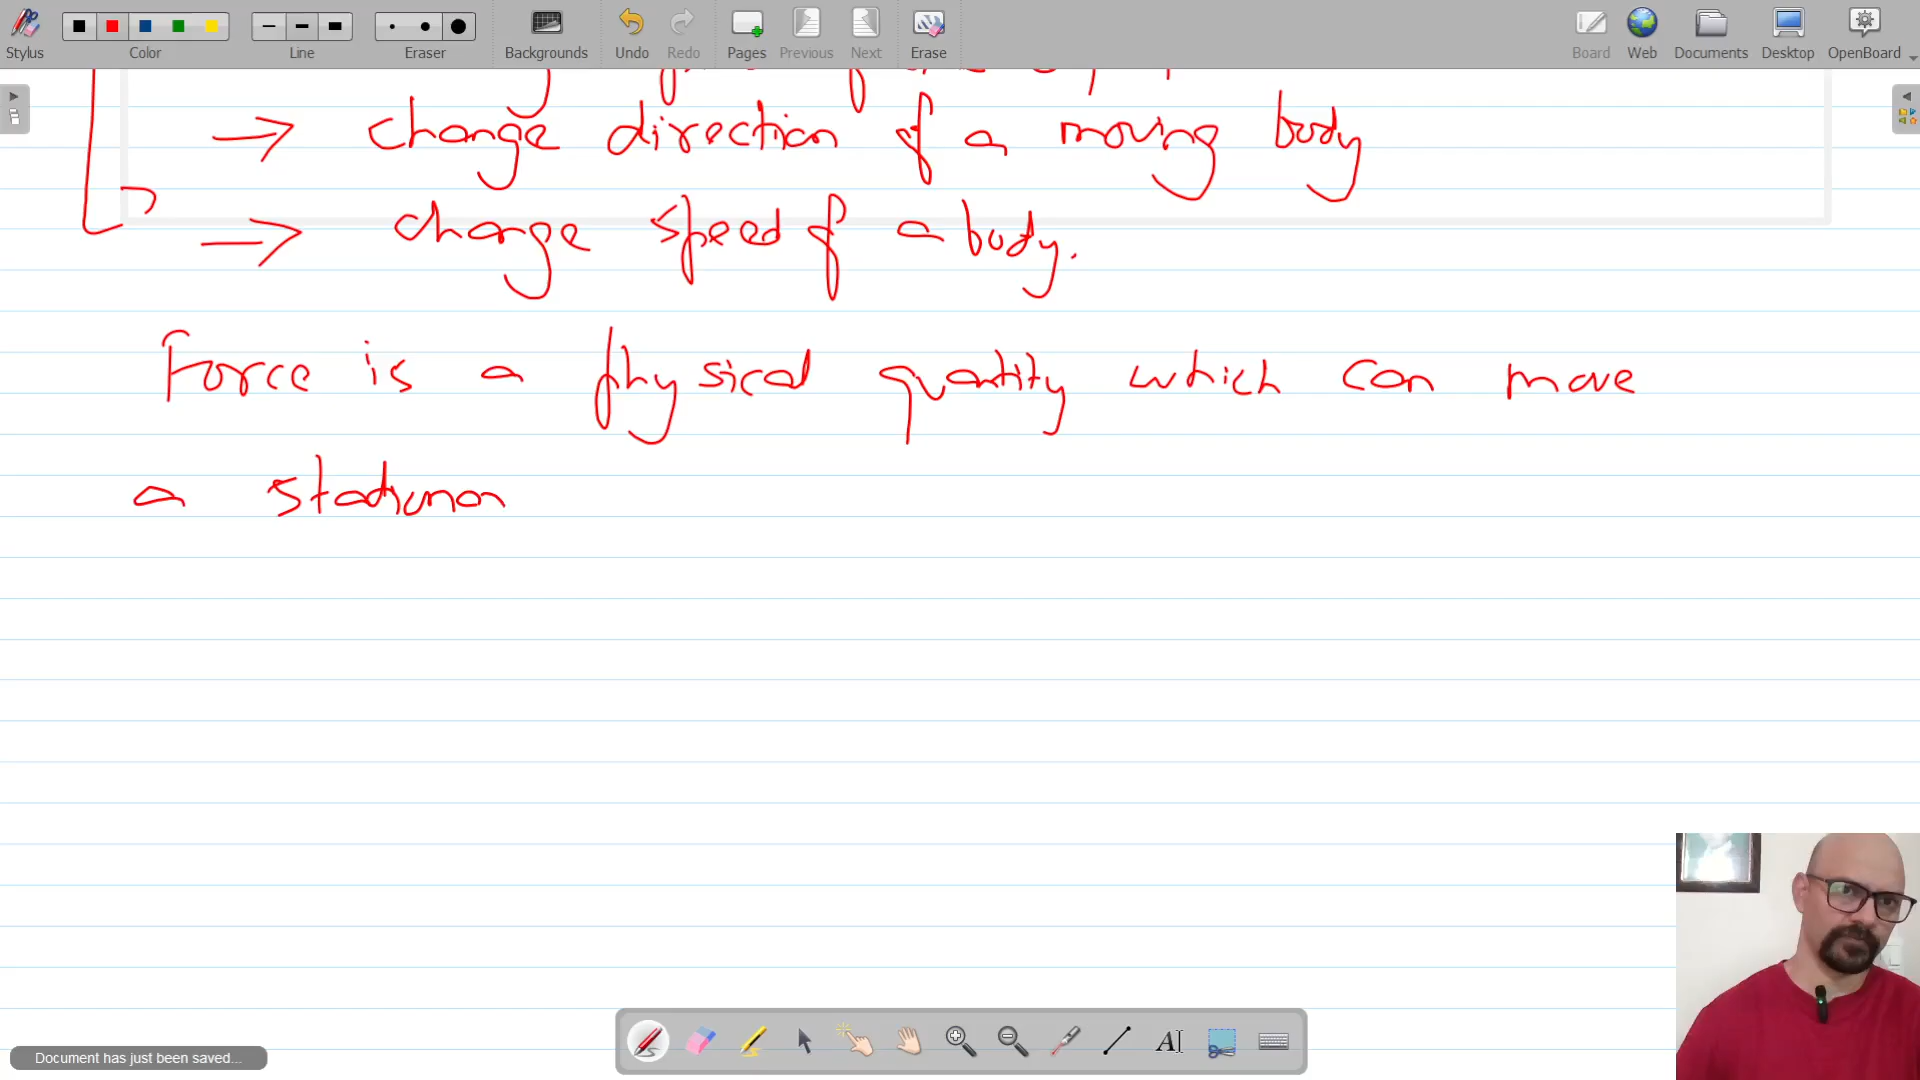 Stylus Color Line Eraser Backgrounds Undo Redo Pages Previous Next Erase Board Web Documents Desktop OpenBoard
→ change direction of a moving body
→ change speed of a body.
Force is a physical quantity which can move
a stationar
Document has just been saved...